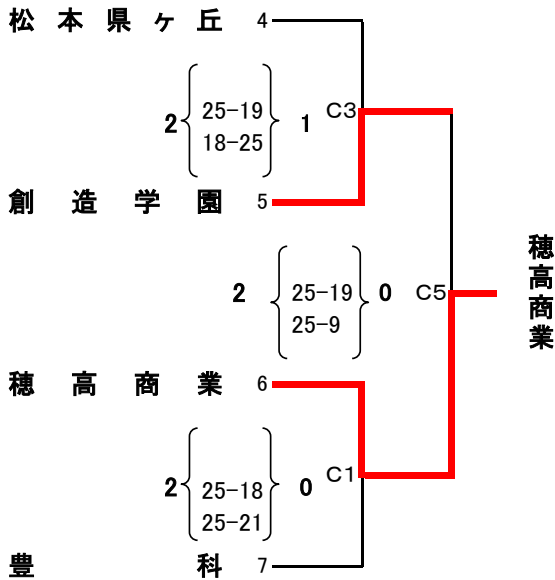 松本県ヶ丘 4
2 25-19 1 C3
18-25
創造学園 5
2 25-19 0 C5
25-9
穂高商業
穂高商業 6
2 25-18 0 C1
25-21
豊科 7